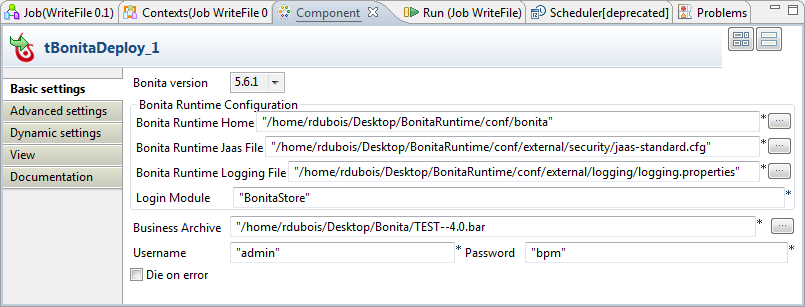 Job(WriteFile 0.1) Contexts(Job WriteFile 0 Component Run (Job WriteFile) Scheduler[deprecated] Problems
tBonitaDeploy_1
Basic settings
Advanced settings
Dynamic settings
View
Documentation
Bonita version 5.6.1
Bonita Runtime Configuration
Bonita Runtime Home "/home/rdubois/Desktop/BonitaRuntime/conf/bonita" * ...
Bonita Runtime Jaas File "/home/rdubois/Desktop/BonitaRuntime/conf/external/security/jaas-standard.cfg" * ...
Bonita Runtime Logging File "/home/rdubois/Desktop/BonitaRuntime/conf/external/logging/logging.properties" * ...
Login Module "BonitaStore" *
Business Archive "/home/rdubois/Desktop/Bonita/TEST--4.0.bar * ...
Username "admin" * Password "bpm" *
Die on error